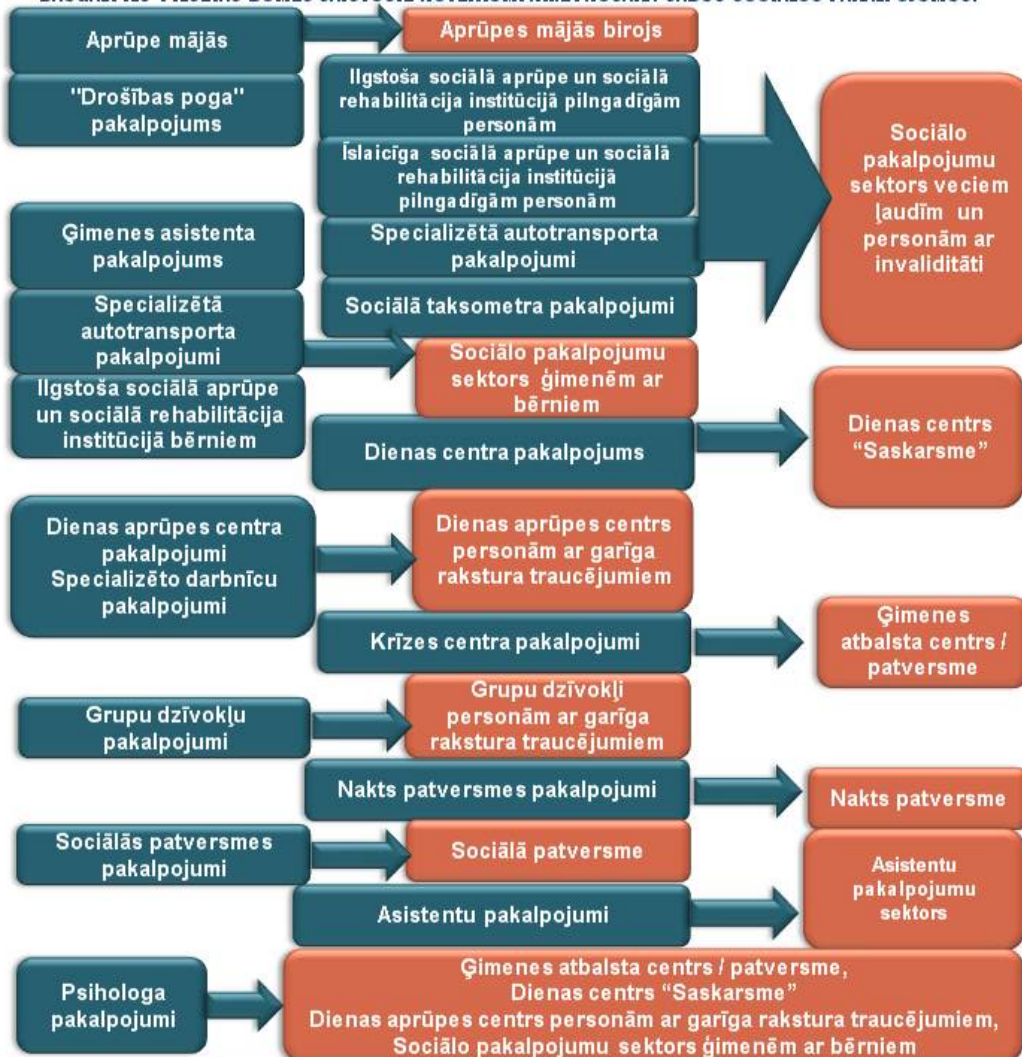 Aprūpe mājās
Aprūpes mājās birojs
"Drošības poga"
pakalpojums
Ilgstoša sociālā aprūpe un sociālā
rehabilitācija institūcijā pilngadīgām
personām
Īslaicīga sociālā aprūpe un sociālā
rehabilitācija institūcijā
pilngadīgām personām
Specializētā autotransporta
pakalpojumi
Sociālā taksometra pakalpojumi
Sociālo
pakalpojumu
sektors veciem
ļaudīm un
personām ar
invaliditāti
Ģimenes asistenta
pakalpojums
Specializētā
autotransporta
pakalpojumi
Ilgstoša sociālā aprūpe
un sociālā rehabilitācija
institūcijā bērniem
Sociālo pakalpojumu
sektors ģimenēm ar
bērniem
Dienas centra pakalpojums
Dienas centrs
“Saskarsme”
Dienas aprūpes centra
pakalpojumi
Specializēto darbnīcu
pakalpojumi
Dienas aprūpes centrs
personām ar garīga
rakstura traucējumiem
Krīzes centra pakalpojumi
Ģimenes
atbalsta centrs /
patversme
Grupu dzīvokļu
pakalpojumi
Grupu dzīvokļi
personām ar garīga
rakstura traucējumiem
Nakts patversmes pakalpojumi
Nakts patversme
Sociālās patversmes
pakalpojumi
Sociālā patversme
Asistentu pakalpojumi
Asistentu
pakalpojumu
sektors
Psihologa
pakalpojumi
Ģimenes atbalsta centrs / patversme,
Dienas centrs “Saskarsme”
Dienas aprūpes centrs personām ar garīga rakstura traucējumiem,
Sociālo pakalpojumu sektors ģimenēm ar bērniem